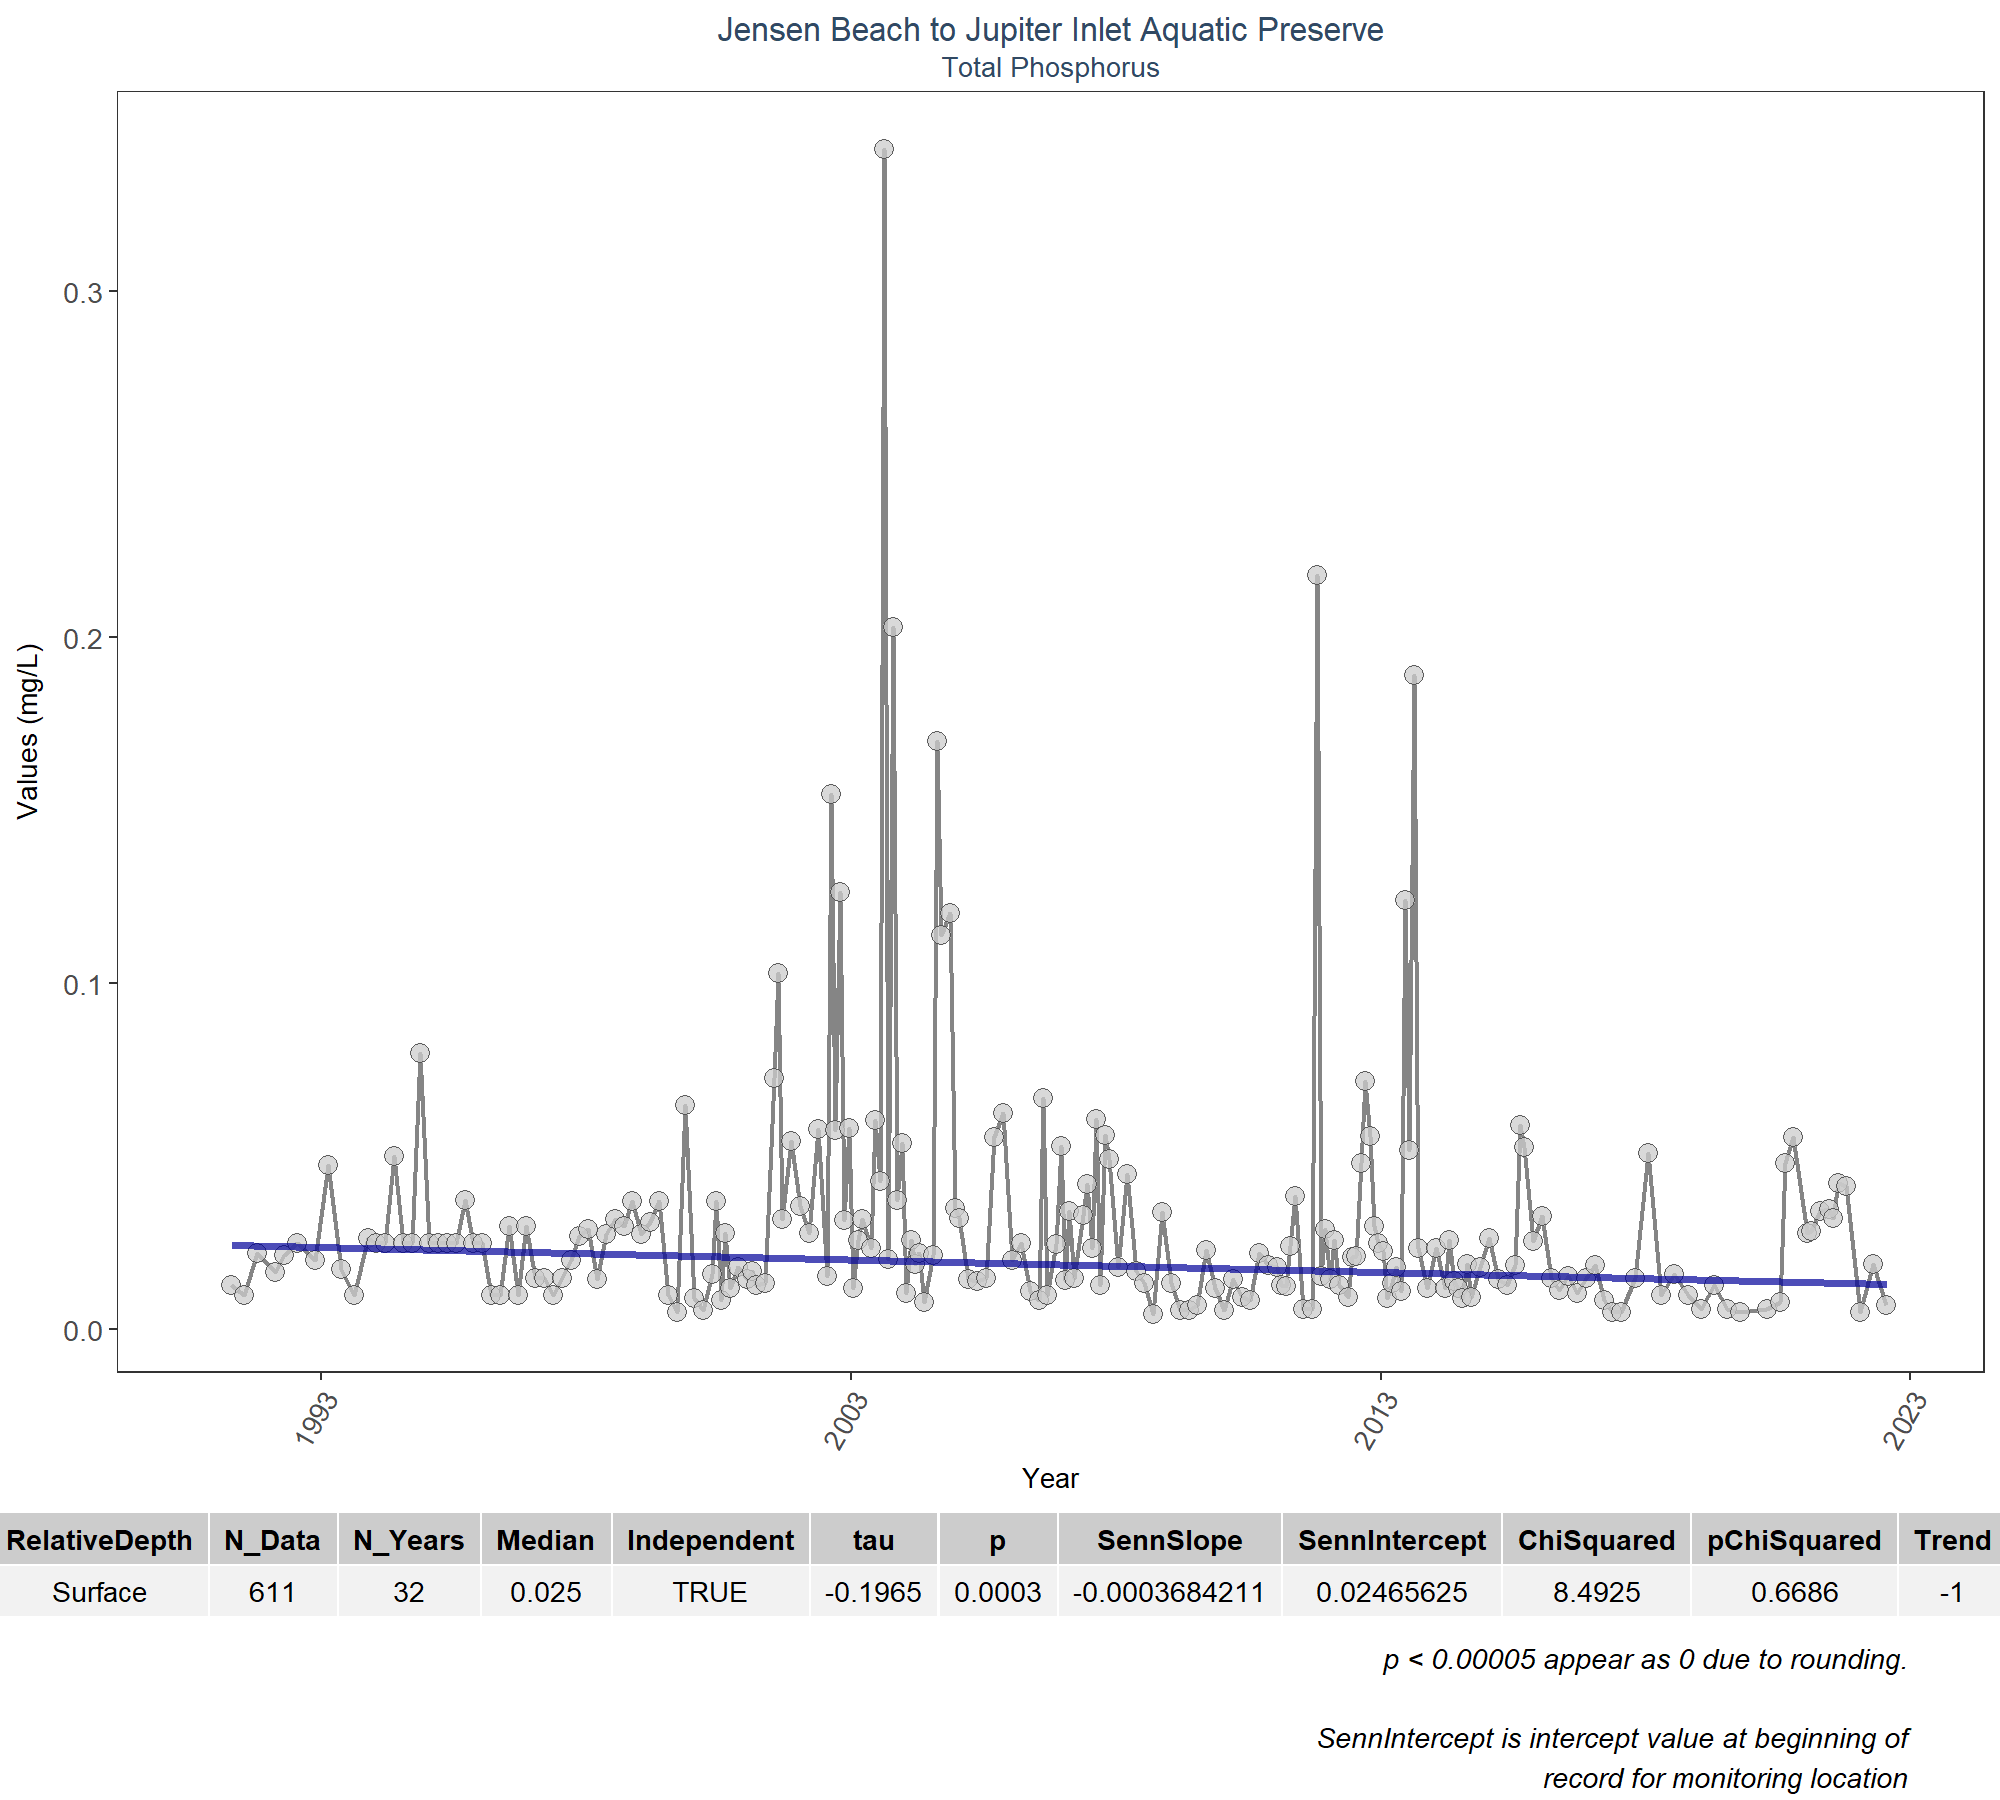 Jensen Beach to Jupiter Inlet Aquatic Preserve
Total Phosphorus
Values (mg/L)
0.3
0.2
0.1
0.0
1993 2003 2013 2023
Year
RelativeDepth N_Data N_Years Median Independent tau p SennSlope SennIntercept ChiSquared pChiSquared Trend
Surface 611 32 0.025 TRUE -0.1965 0.0003 -0.0003684211 0.02465625 8.4925 0.6686 -1
p < 0.00005 appear as 0 due to rounding.
SennIntercept is intercept value at beginning of
record for monitoring location